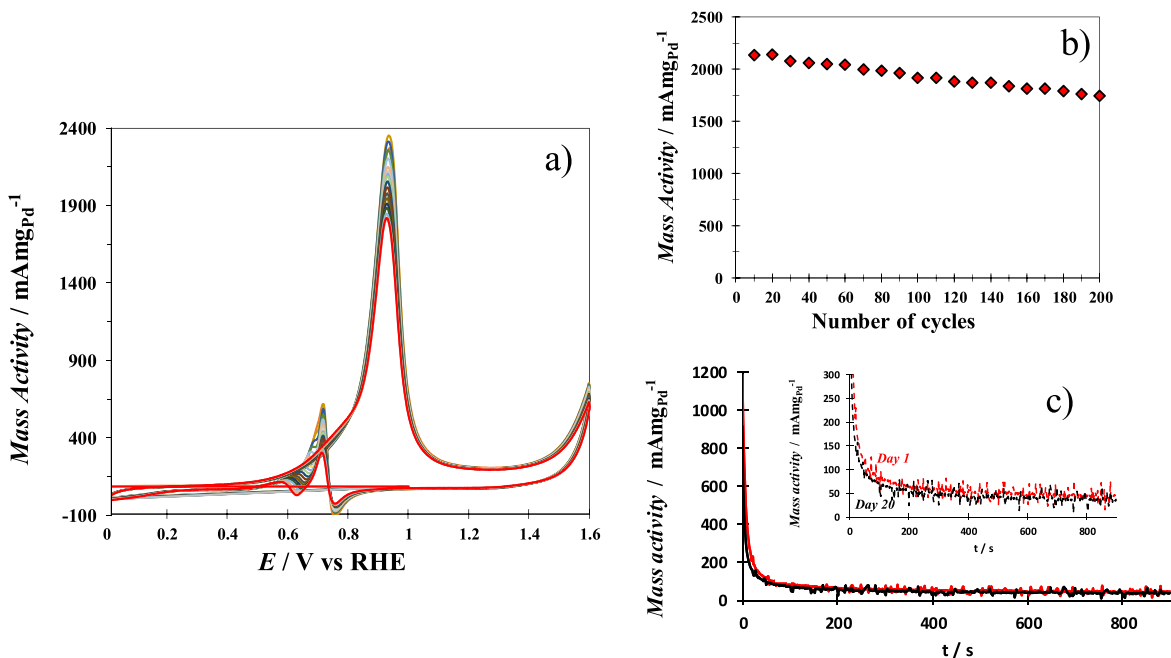 a)
Mass Activity / mAmgPd-1
2400
1900
1400
900
400
-100
0 0.2 0.4 0.6 0.8 1 1.2 1.4 1.6
E / V vs RHE
b)
Mass Activity / mAmgPd-1
2500
2000
1500
1000
500
0
0 20 40 60 80 100 120 140 160 180 200
Number of cycles
c)
Mass activity / mAmgPd-1
1200
1000
800
600
400
200
0
0 200 400 600 800
t / s
Mass activity / mAmgPd-1
300
250
200
150
100
50
0
Day 1
Day 20
0 200 400 600 800
t / s